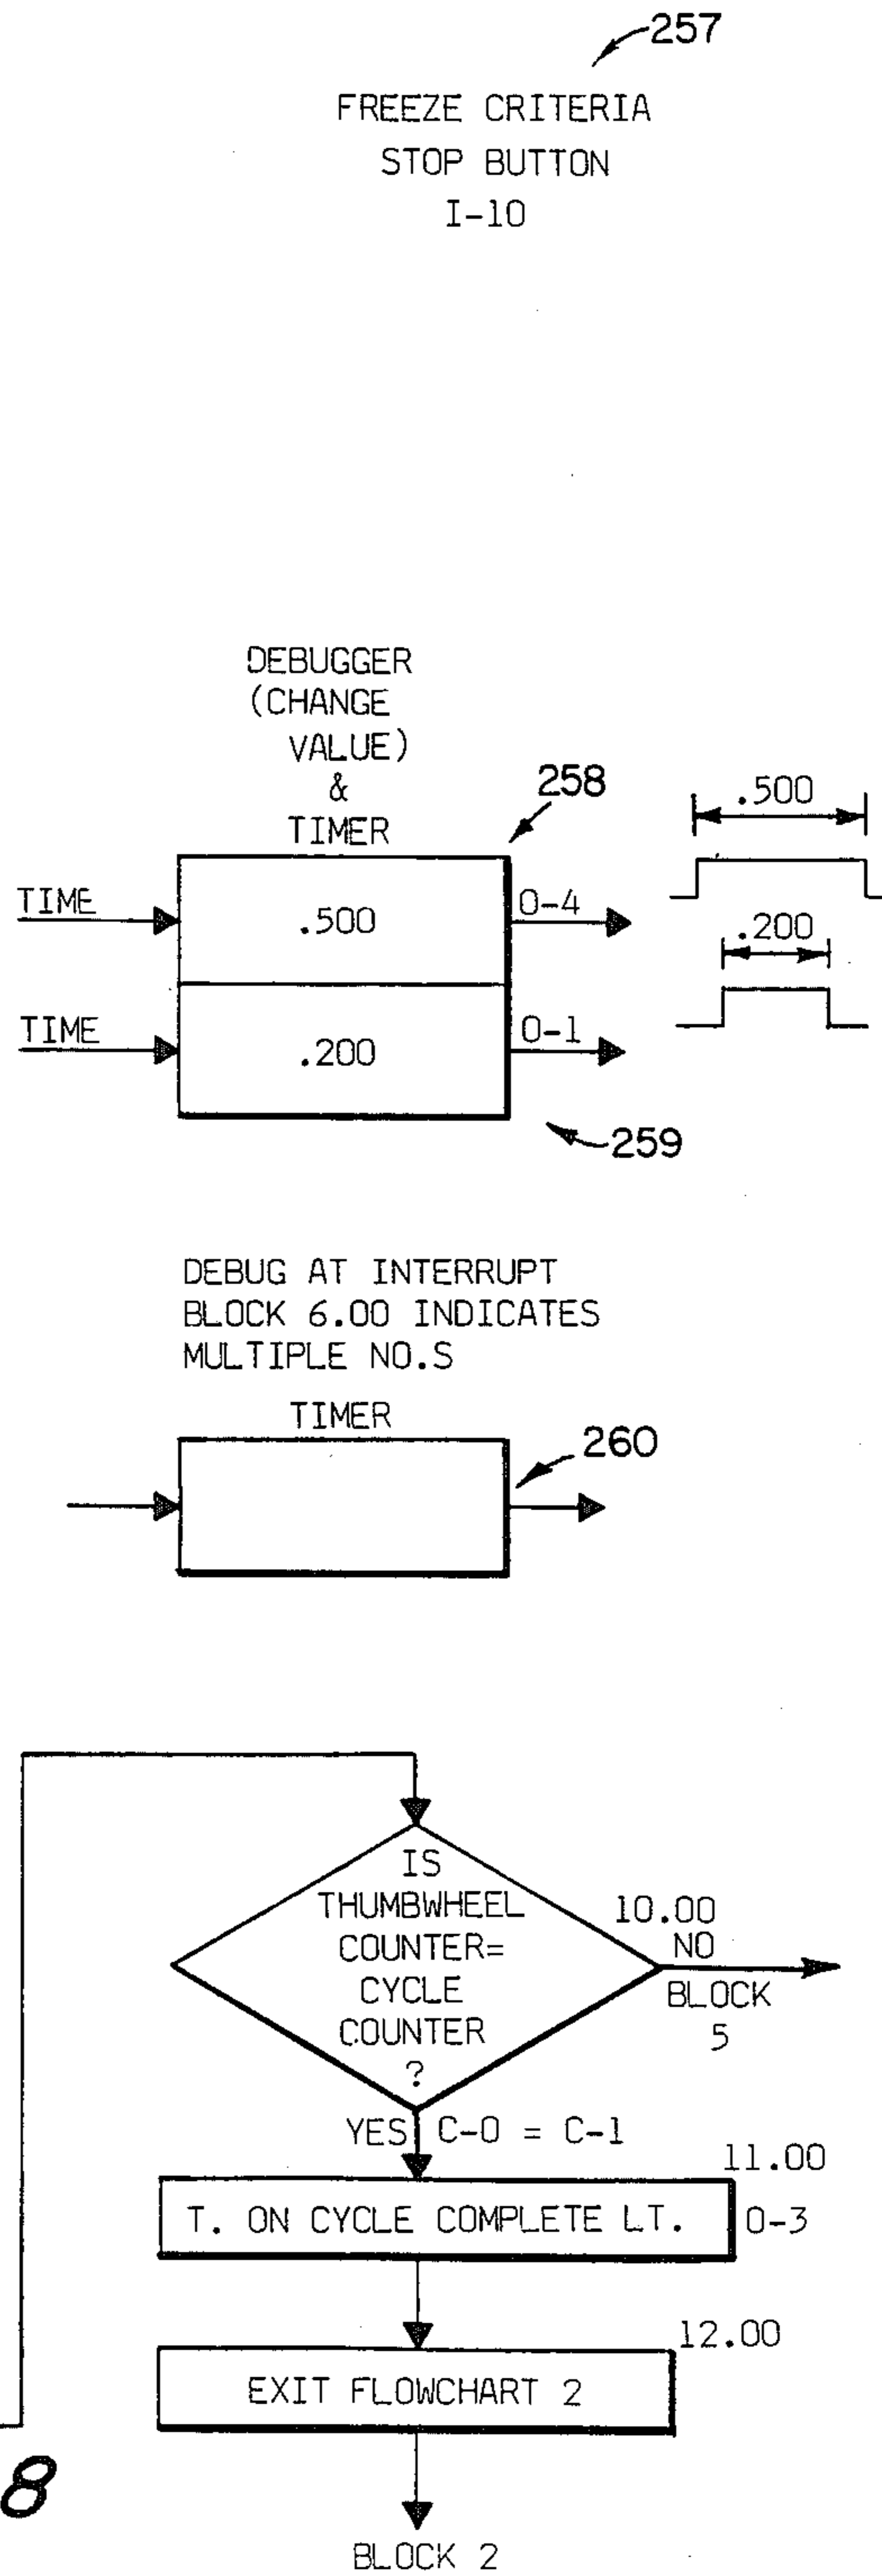 257
FREEZE CRITERIA
STOP BUTTON
I-10
DEBUGGER
(CHANGE
VALUE)
&
TIMER
258
.500
TIME
.500
O-4
.200
TIME
.200
O-1
259
DEBUG AT INTERRUPT
BLOCK 6.00 INDICATES
MULTIPLE NO.S
TIMER
260
IS
THUMBWHEEL
COUNTER=
CYCLE
COUNTER
?
10.00
NO
BLOCK
5
YES C-0 = C-1
11.00
T. ON CYCLE COMPLETE LT. O-3
12.00
EXIT FLOWCHART 2
8
BLOCK 2